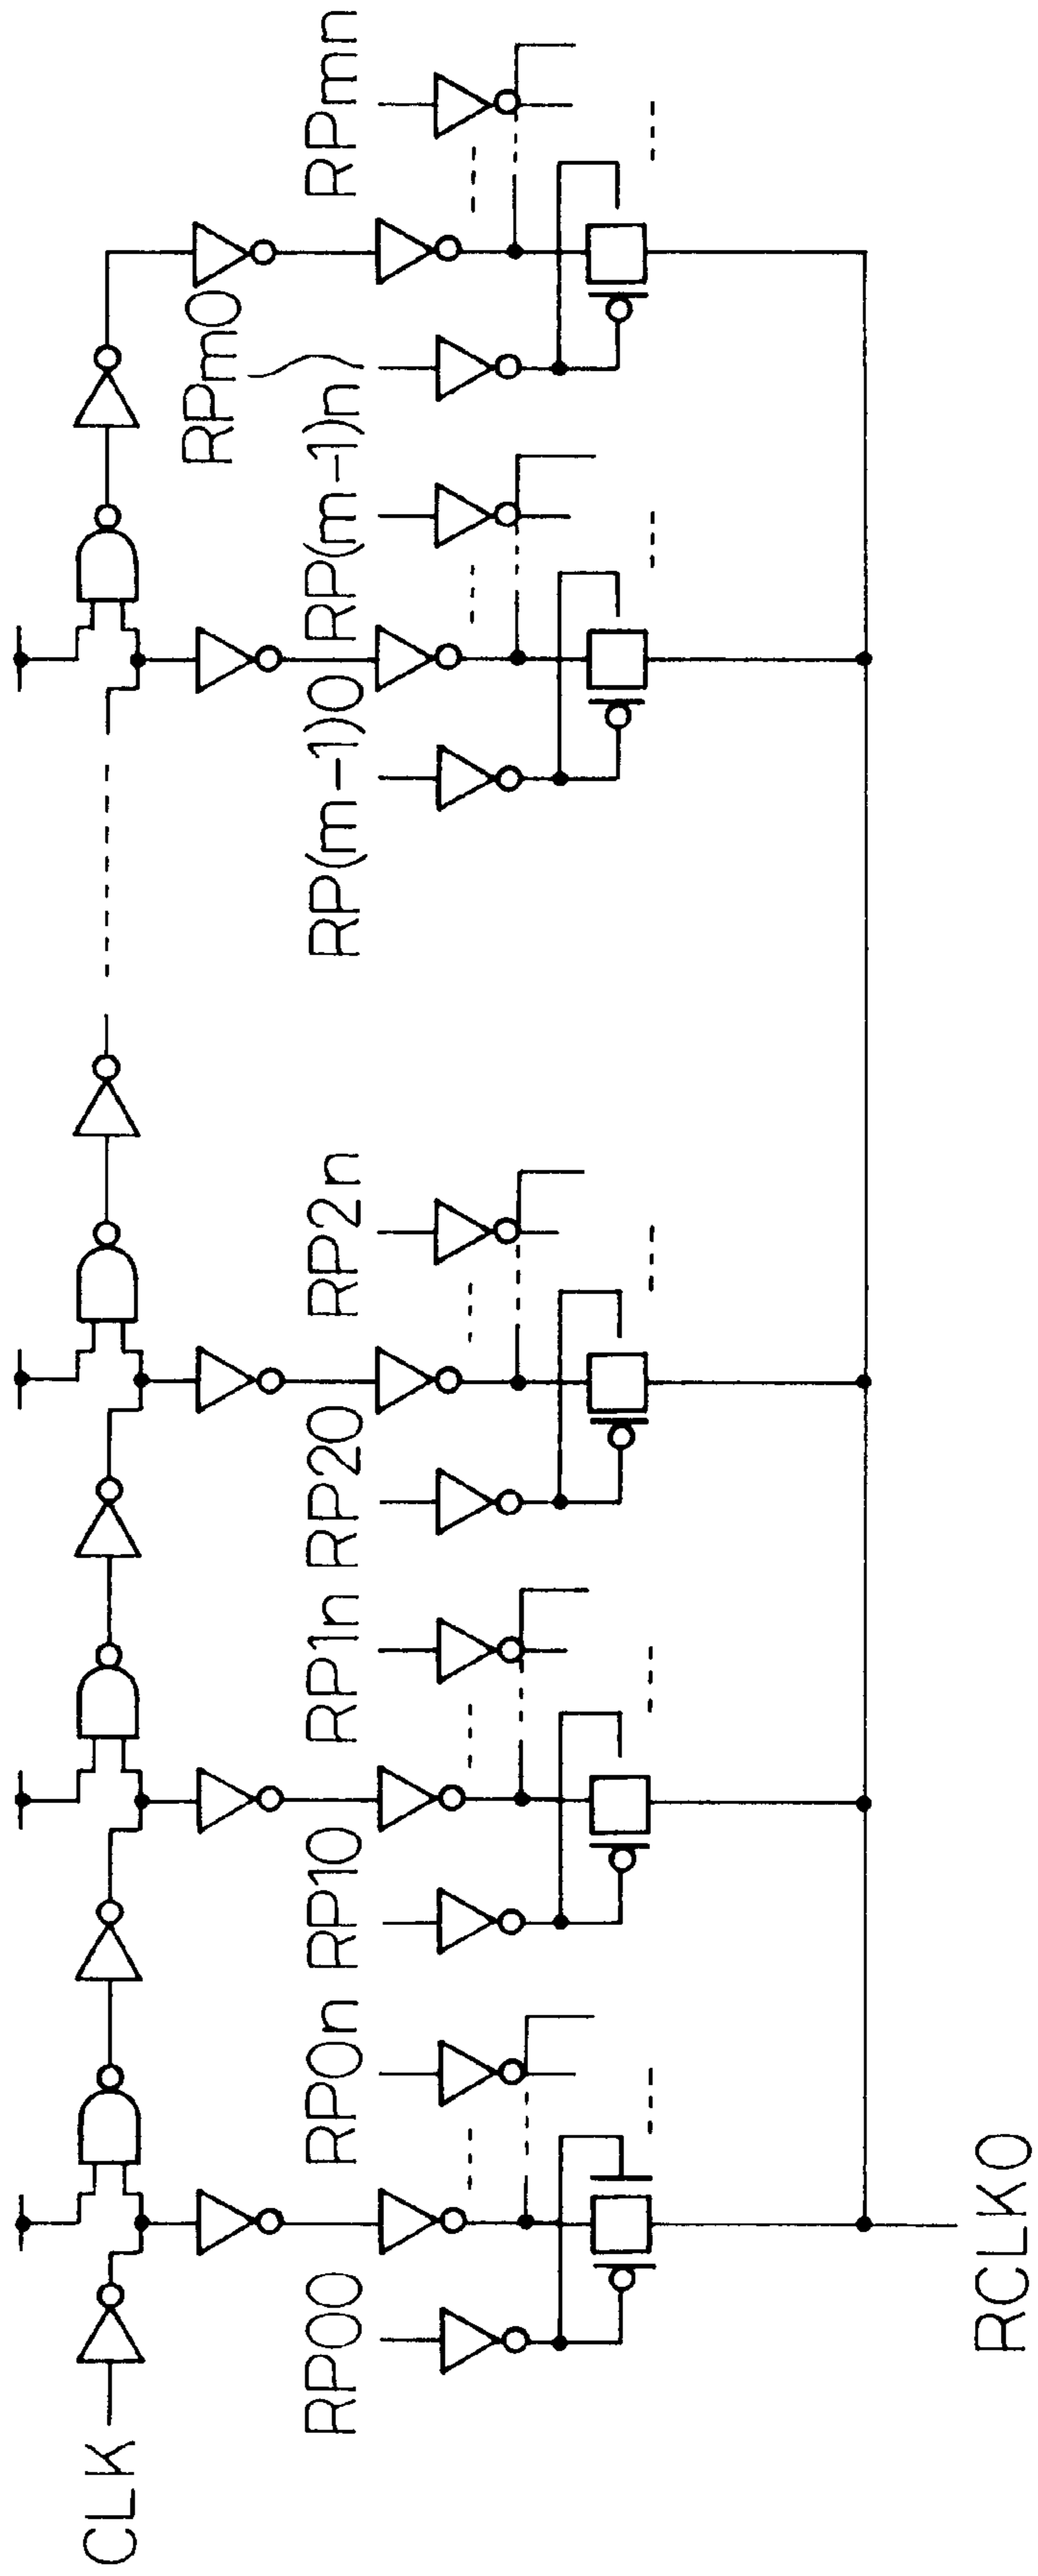 CLK
RP00
RP0n
RP10
RP1n
RP20
RP2n
RP(m-1)0
RP(m-1)n
RPm0
RPmn
RCLK0